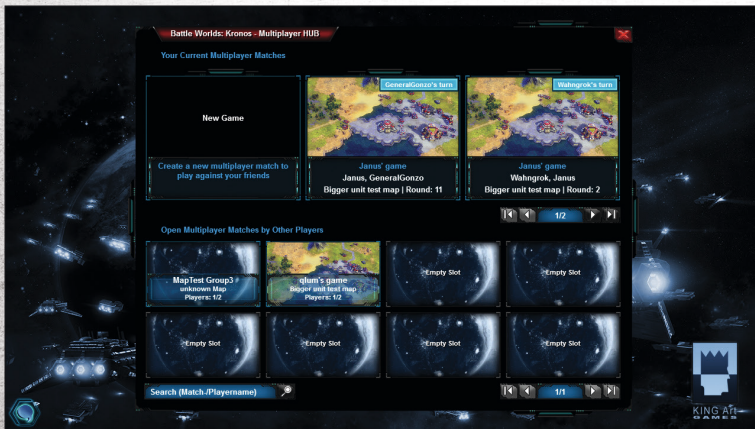 Battle Worlds: Kronos - Multiplayer HUB
Your Current Multiplayer Matches
New Game
Create a new multiplayer match to
play against your friends
GeneralGonzo's turn
Janus' game
Janus, GeneralGonzo
Bigger unit test map | Round: 11
Wahngrok's turn
Janus' game
Wahngrok, Janus
Bigger unit test map | Round: 2
1/2
Open Multiplayer Matches by Other Players
MapTest Group3
unknown Map
Players: 1/2
qlum's game
Bigger unit test map
Players: 1/2
Empty Slot
Empty Slot
Empty Slot
Empty Slot
Empty Slot
Empty Slot
Search (Match-/Playername)
1/1
KING Art
GAMES